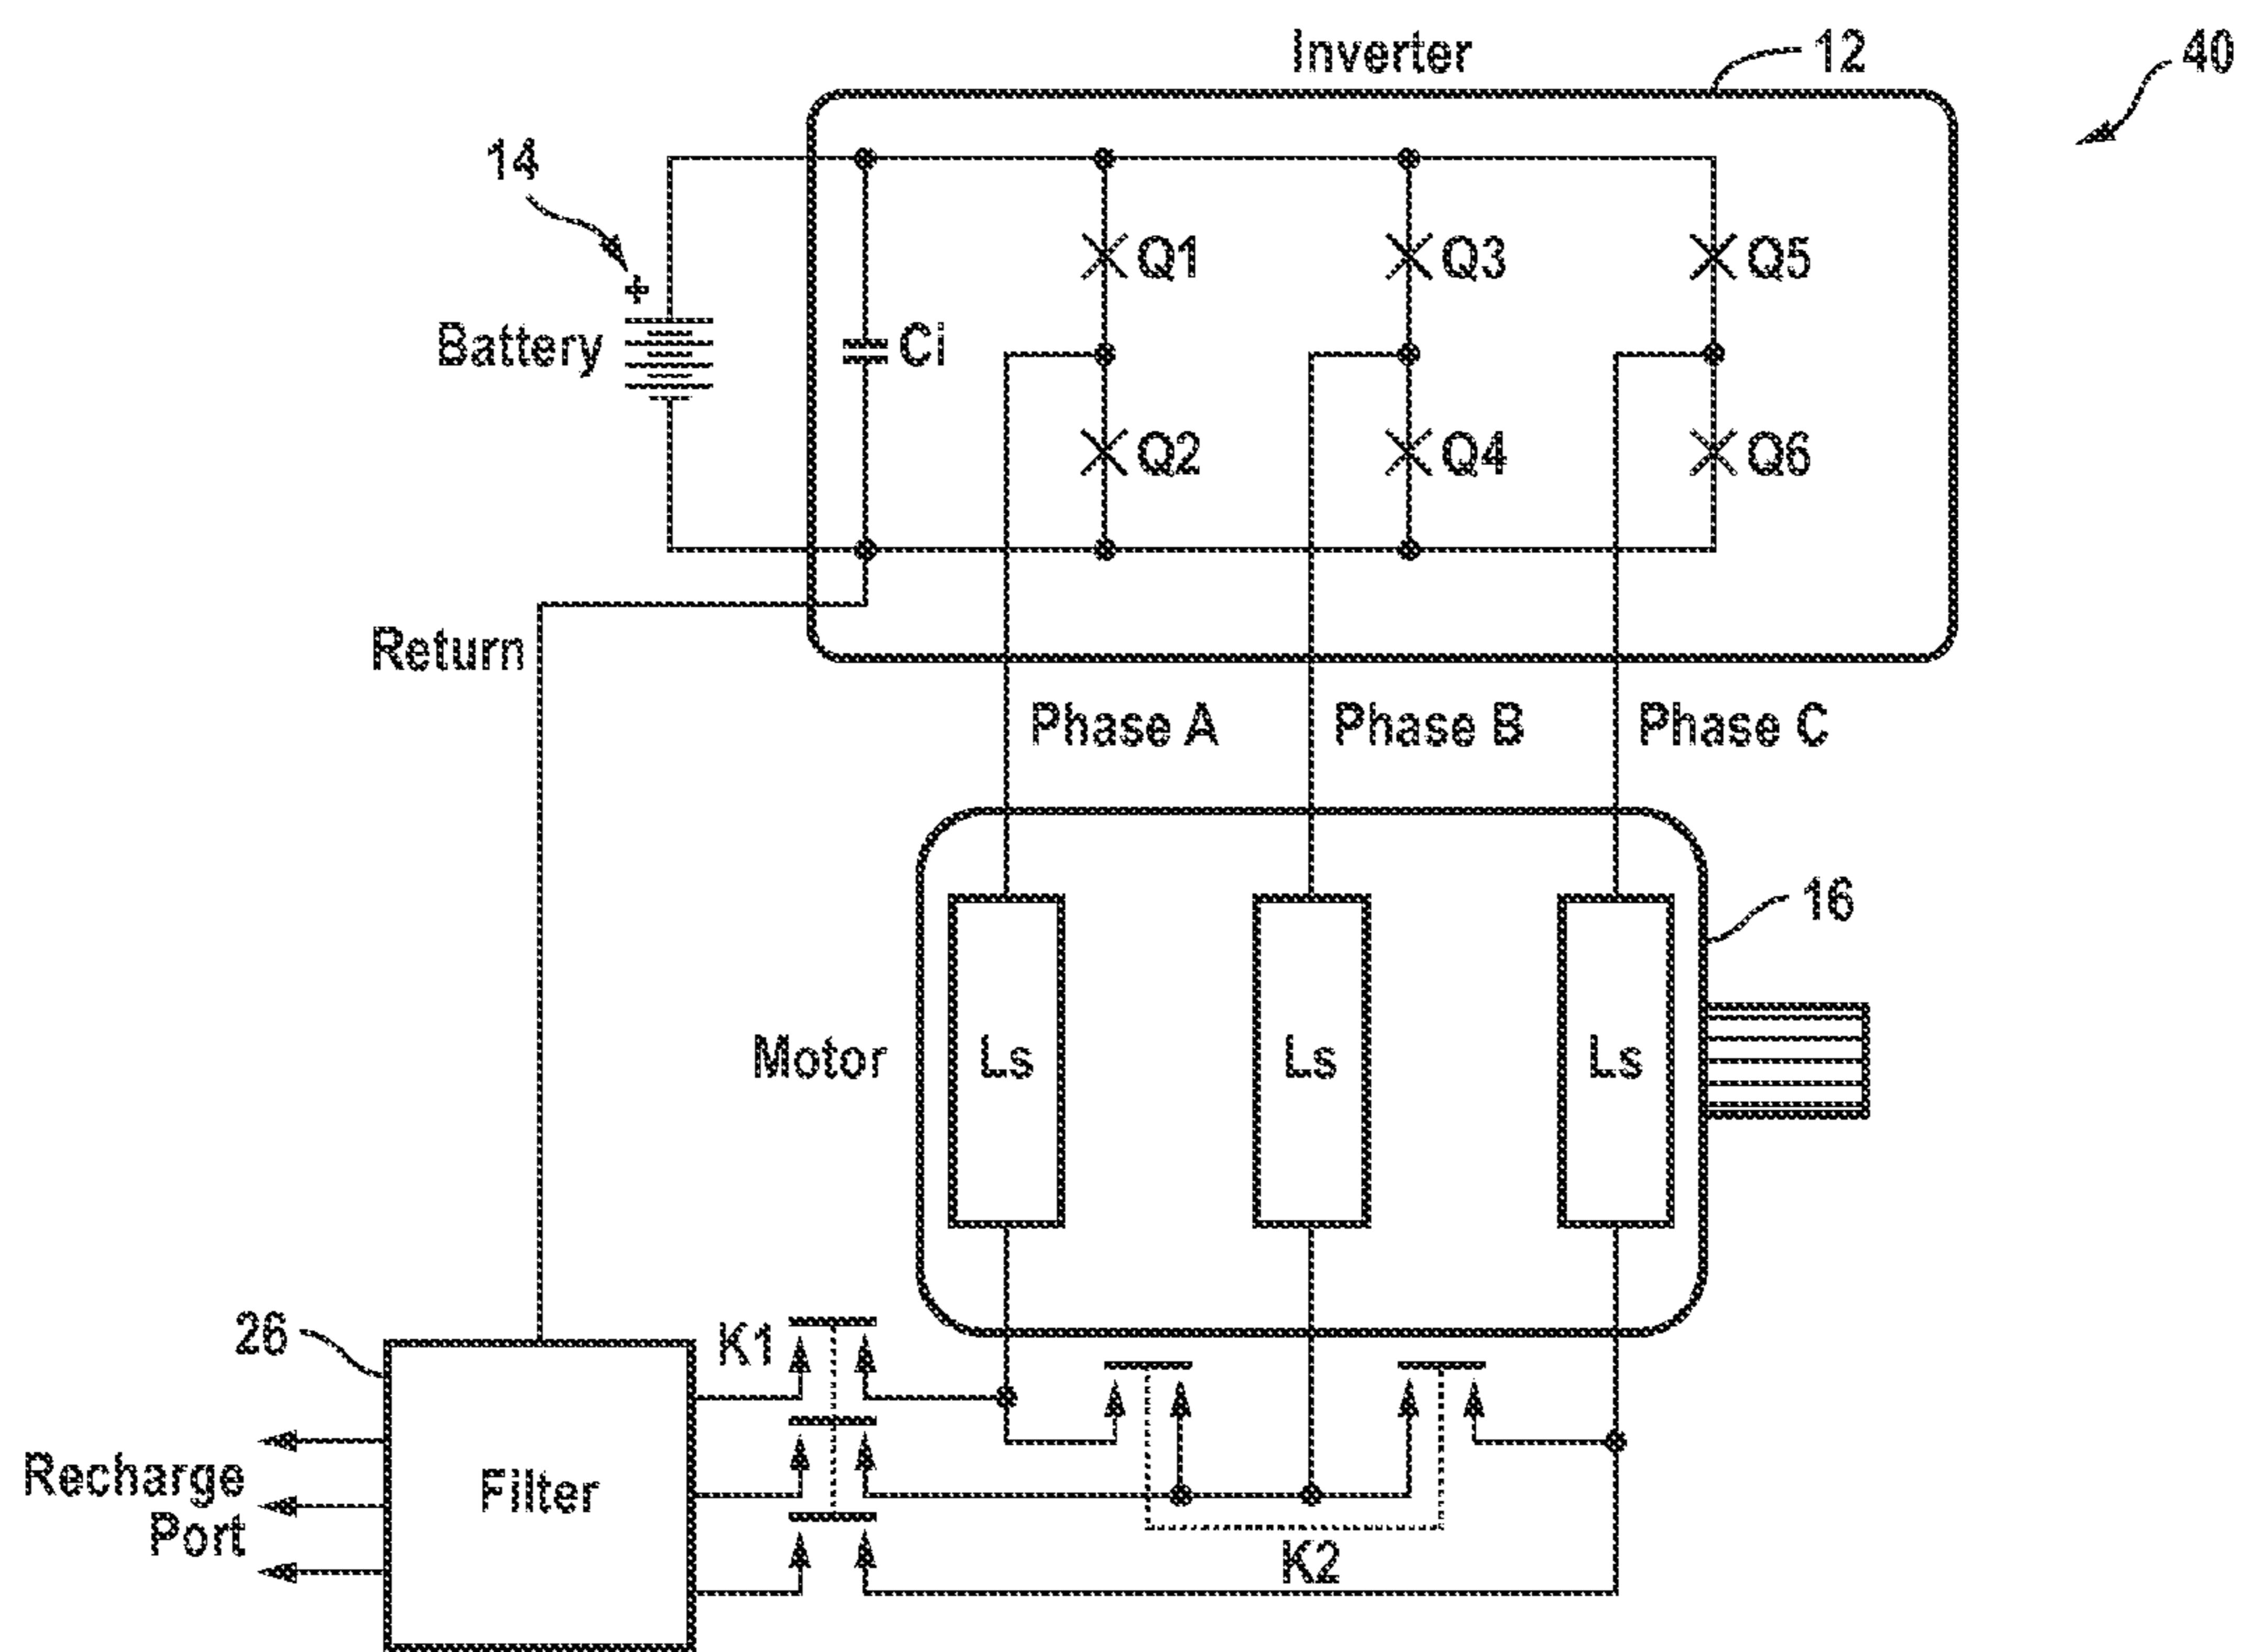 Inverter
12
40
14
+
Q1
Q3
Q5
Battery
Ci
Q2
Q4
Q6
Return
Phase A
Phase B
Phase C
16
Motor
Ls
Ls
Ls
26
K1
Recharge
Port
Filter
K2